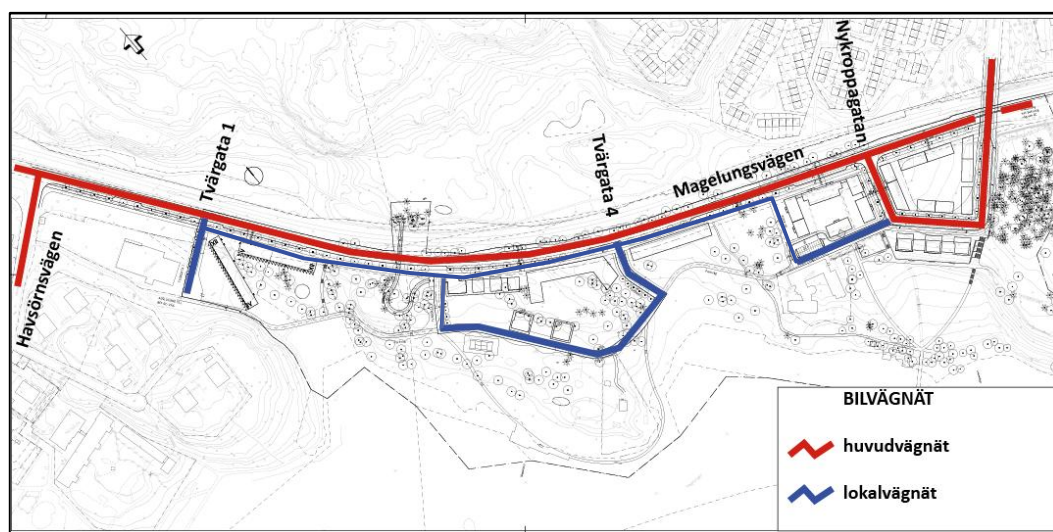 Havsörnsvägen
Tvärgata 1
Tvärgata 4
Magelungsvägen
Nykroppagatan
BILVÄGNÄT
huvudvägnät
lokalvägnät